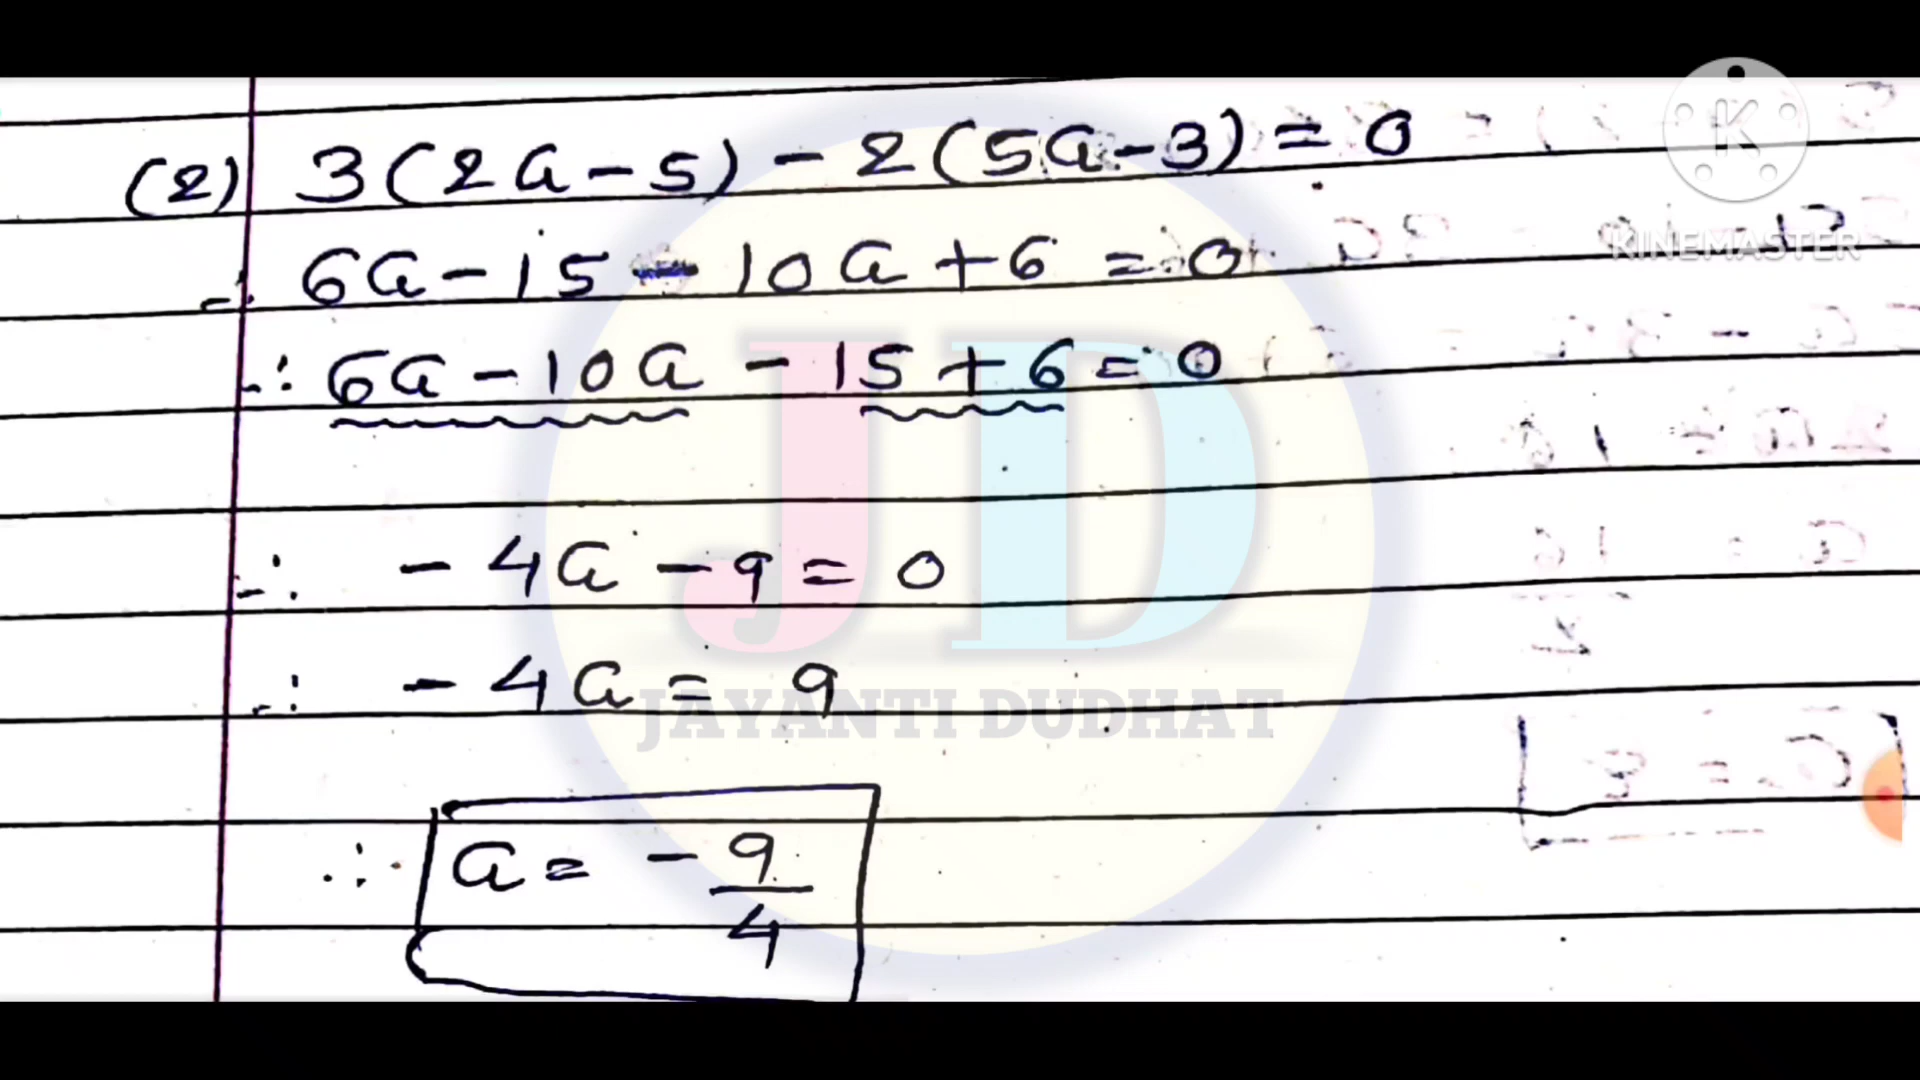 (2) 3(2a-5) - 2(5a-3) = 0
∴ 6a - 15 - 10a + 6 = 0
∴ 6a - 10a - 15 + 6 = 0
∴ - 4a - 9 = 0
∴ - 4a = 9
∴ a = - 9/4
JD
JAYANTI DUDHAT
K
KINEMASTER